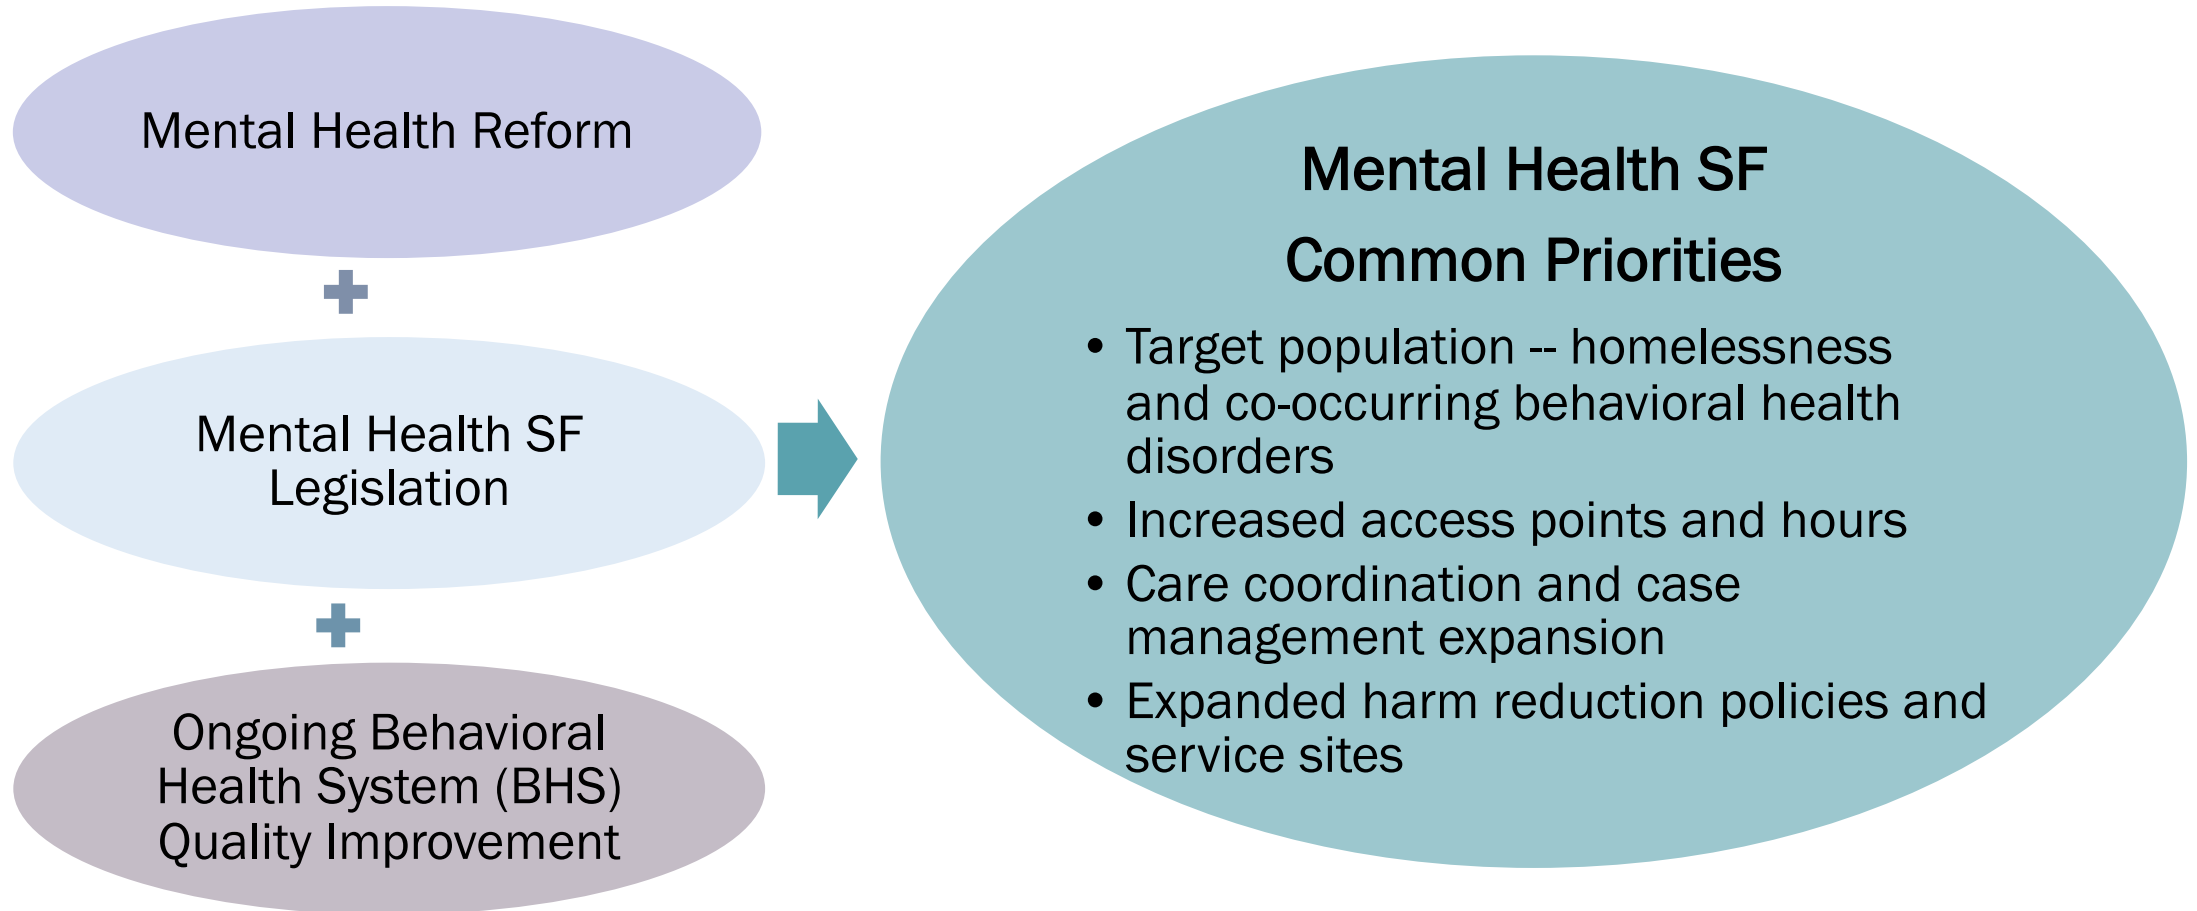 Mental Health Reform
Mental Health SF
Legislation
Ongoing Behavioral
Health System (BHS)
Quality Improvement
Mental Health SF
Common Priorities
• Target population -- homelessness
and co-occurring behavioral health
disorders
• Increased access points and hours
• Care coordination and case
management expansion
• Expanded harm reduction policies and
service sites